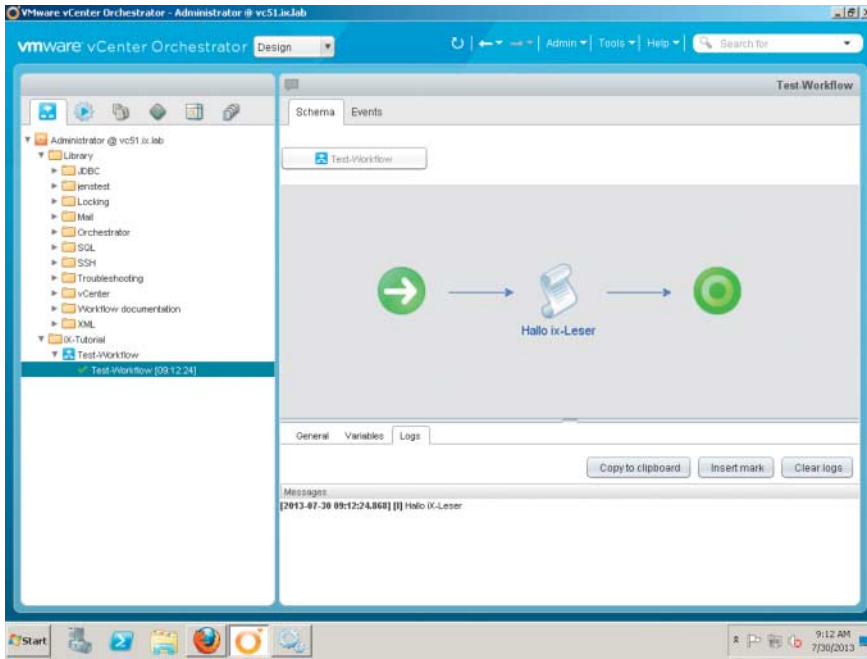 VMware vCenter Orchestrator - Administrator @ vc51.ix.lab
vmware vCenter Orchestrator
Design
Admin
Tools
Help
Search for
Test-Workflow
Schema
Events
Test-Workflow
Administrator @ vc51.ix.lab
Library
JDBC
jenstest
Locking
Mail
Orchestrator
SQL
SSH
Troubleshooting
vCenter
Workflow documentation
XML
iX-Tutorial
Test-Workflow
Test-Workflow [09:12:24]
Hallo ix-Leser
General
Variables
Logs
Copy to clipboard
Insert mark
Clear logs
Messages
[2013-07-30 09:12:24.868] [I] Hallo iX-Leser
Start
9:12 AM
7/30/2013